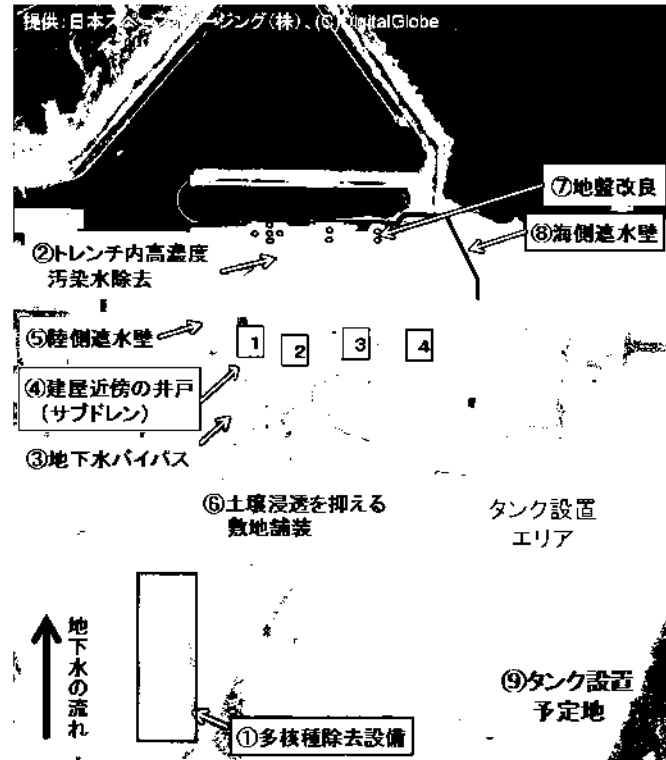 提供:日本スペースイメージング(株)、(C)DigitalGlobe
⑦地盤改良
⑧海側遮水壁
②トレンチ内高濃度
汚染水除去
⑤陸側遮水壁
1
2
3
4
④建屋近傍の井戸
(サブドレン)
③地下水バイパス
⑥土壌浸透を抑える
敷地舗装
タンク設置
エリア
地下水の流れ
⑨タンク設置
予定地
①多核種除去設備